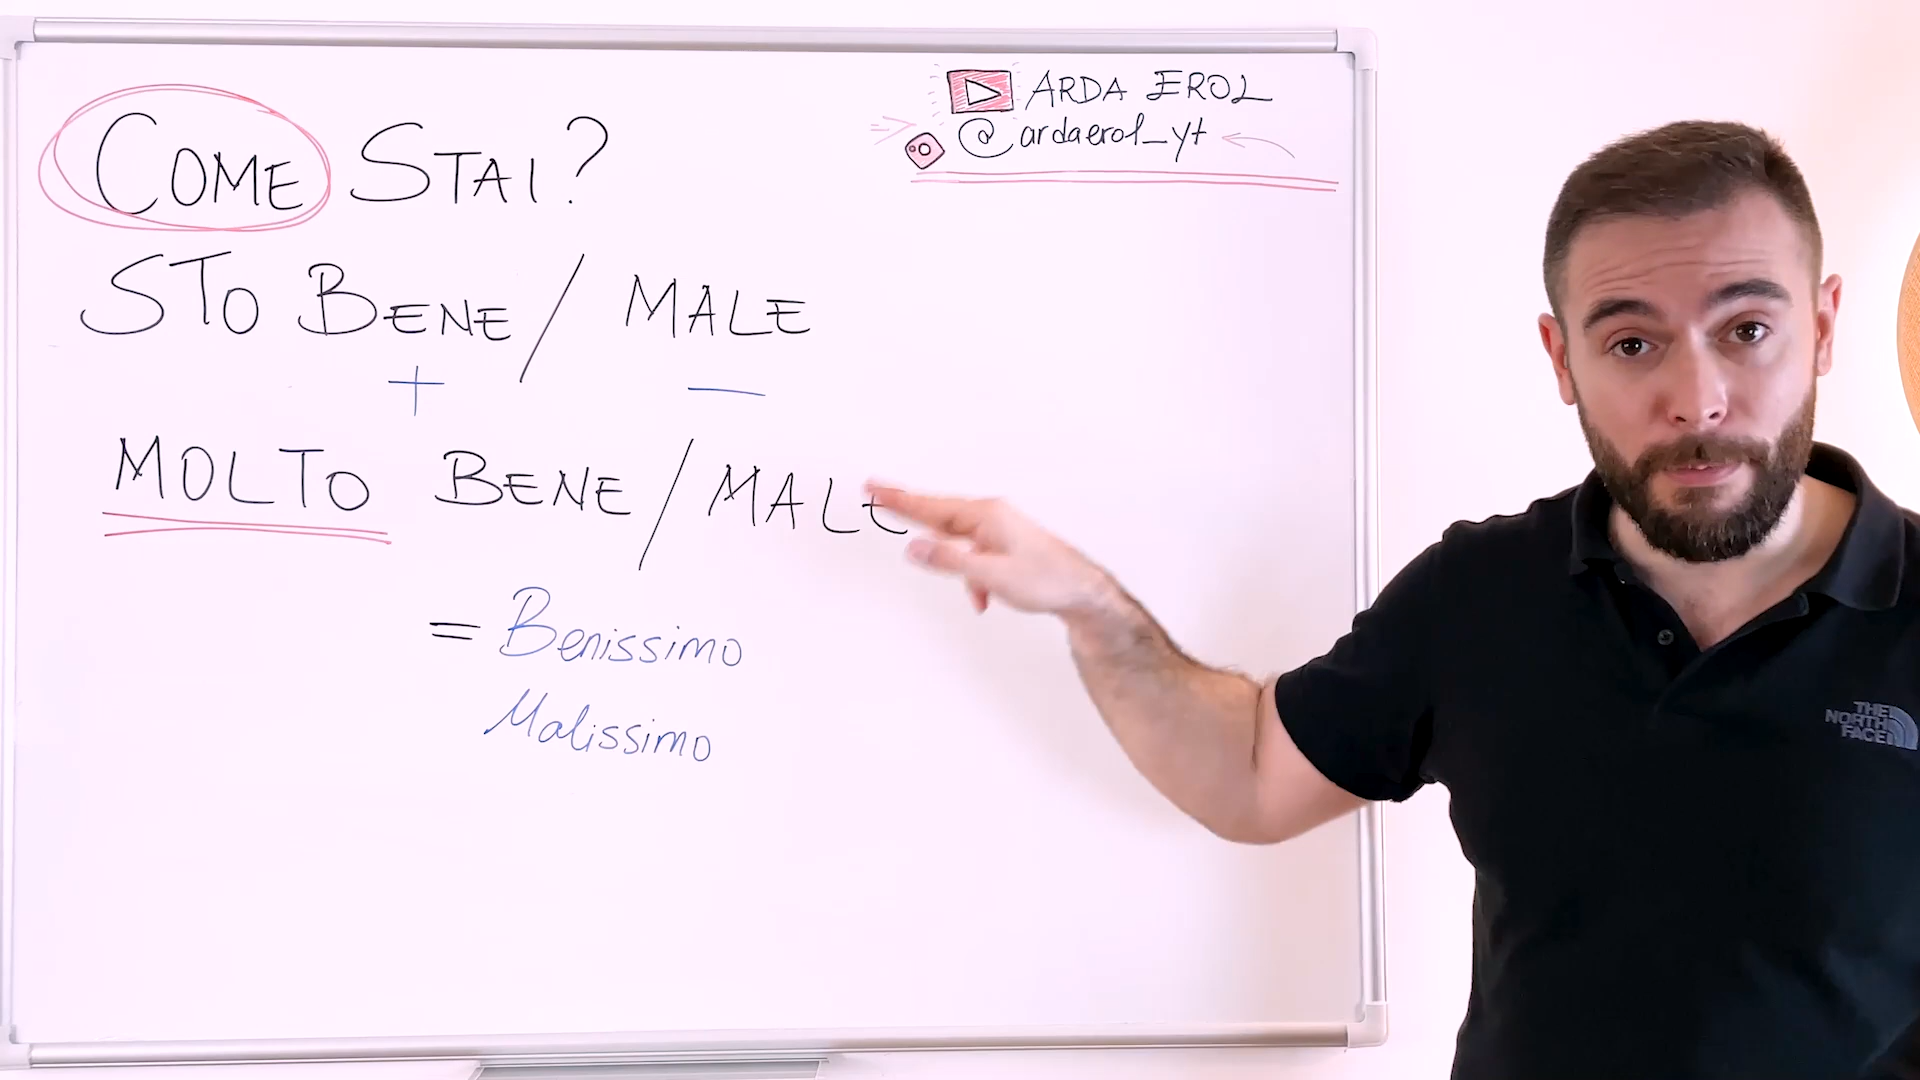 COME STAI?
STO BENE / MALE
+ —
MOLTO BENE / MALE
= Benissimo
Malissimo
ARDA EROL
@ardaerol_yt
THE
NORTH
FACE